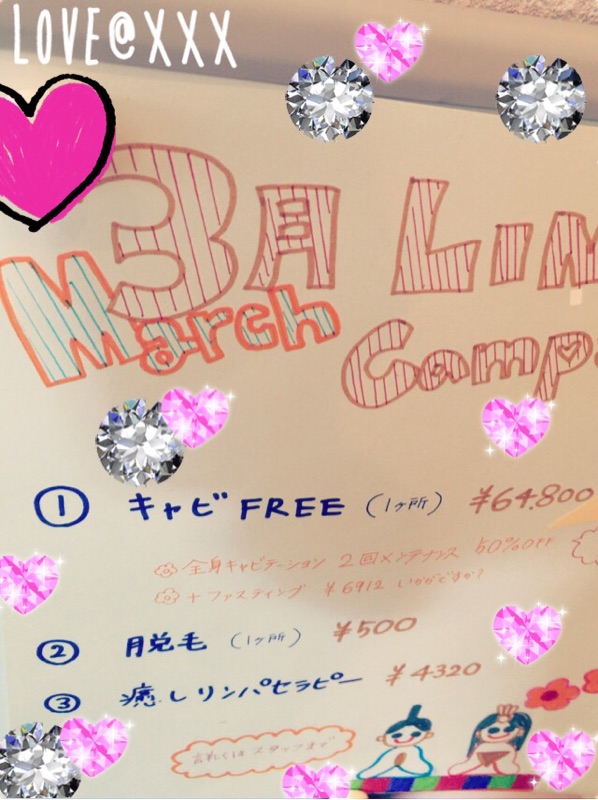 LOVE@XXX
3月 LIM
March
Camp
① キャビFREE (1ヶ所) ¥64.800
全身キャビテーション 2回メンテナンス 50%OFF
+ファスティング ¥6912 いかがですか?
② 脱毛 (1ヶ所) ¥500
③ 癒しリンパセラピー ¥4320
詳しくはスタッフまで